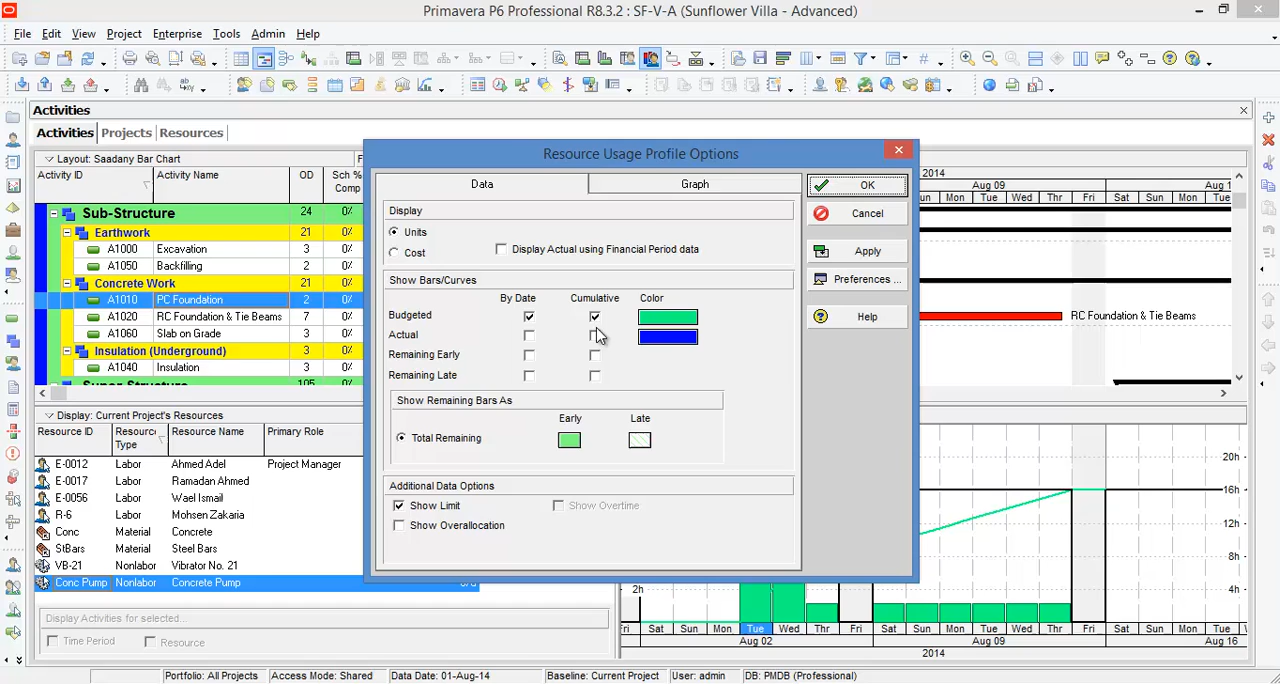 Primavera P6 Professional R8.3.2 : SF-V-A (Sunflower Villa - Advanced)
File Edit View Project Enterprise Tools Admin Help
Activities
Activities Projects Resources
Layout: Saadany Bar Chart
Activity ID Activity Name OD Sch % Comp
Sub-Structure 24 0%
Earthwork 21 0%
A1000 Excavation 3 0%
A1050 Backfilling 2 0%
Concrete Work 21 0%
A1010 PC Foundation 2 0%
A1020 RC Foundation & Tie Beams 7 0%
A1060 Slab on Grade 3 0%
Insulation (Underground) 3 0%
A1040 Insulation 3 0%
Super-Structure 105 0%
2014
Aug 09
Mon Tue Wed Thr Fri Sat Sun Mon Tue
RC Foundation & Tie Beams
Resource Usage Profile Options
Data Graph
Display
Units
Cost
Display Actual using Financial Period data
Show Bars/Curves
By Date Cumulative Color
Budgeted
Actual
Remaining Early
Remaining Late
Show Remaining Bars As
Early Late
Total Remaining
Additional Data Options
Show Limit Show Overtime
Show Overallocation
OK
Cancel
Apply
Preferences ...
Help
Display: Current Project's Resources
Resource ID Resource Type Resource Name Primary Role
E-0012 Labor Ahmed Adel Project Manager
E-0017 Labor Ramadan Ahmed
E-0056 Labor Wael Ismail
R-6 Labor Mohsen Zakaria
Conc Material Concrete
StBars Material Steel Bars
VB-21 Nonlabor Vibrator No. 21
Conc Pump Nonlabor Concrete Pump
Display Activities for selected...
Time Period Resource
20h
16h
12h
8h
4h
2h
Sat Sun Mon Tue Wed Thr Fri Sat Sun Mon Tue Wed Thr Fri Sat Sun Mon Tue
Aug 02 Aug 09 Aug 16
2014
Portfolio: All Projects Access Mode: Shared Data Date: 01-Aug-14 Baseline: Current Project User: admin DB: PMDB (Professional)